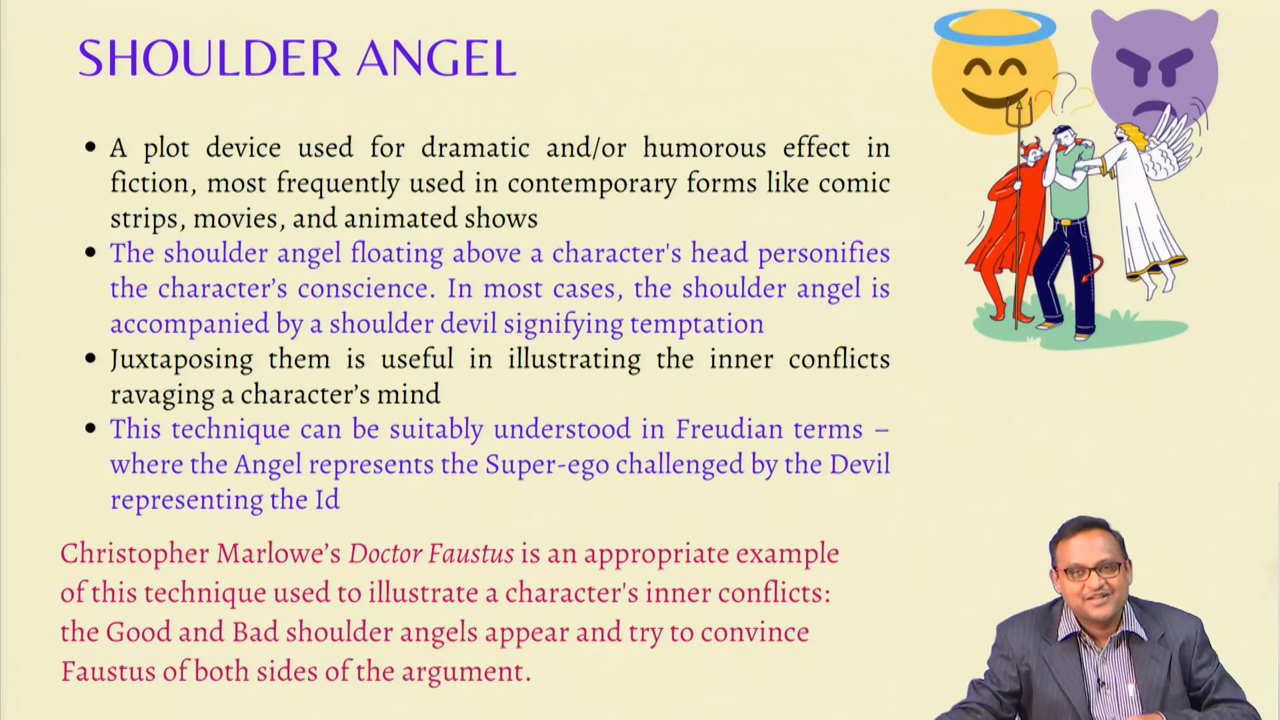 SHOULDER ANGEL
• A plot device used for dramatic and/or humorous effect in
fiction, most frequently used in contemporary forms like comic
strips, movies, and animated shows
• The shoulder angel floating above a character's head personifies
the character’s conscience. In most cases, the shoulder angel is
accompanied by a shoulder devil signifying temptation
• Juxtaposing them is useful in illustrating the inner conflicts
ravaging a character’s mind
• This technique can be suitably understood in Freudian terms –
where the Angel represents the Super-ego challenged by the Devil
representing the Id
Christopher Marlowe’s Doctor Faustus is an appropriate example
of this technique used to illustrate a character's inner conflicts:
the Good and Bad shoulder angels appear and try to convince
Faustus of both sides of the argument.